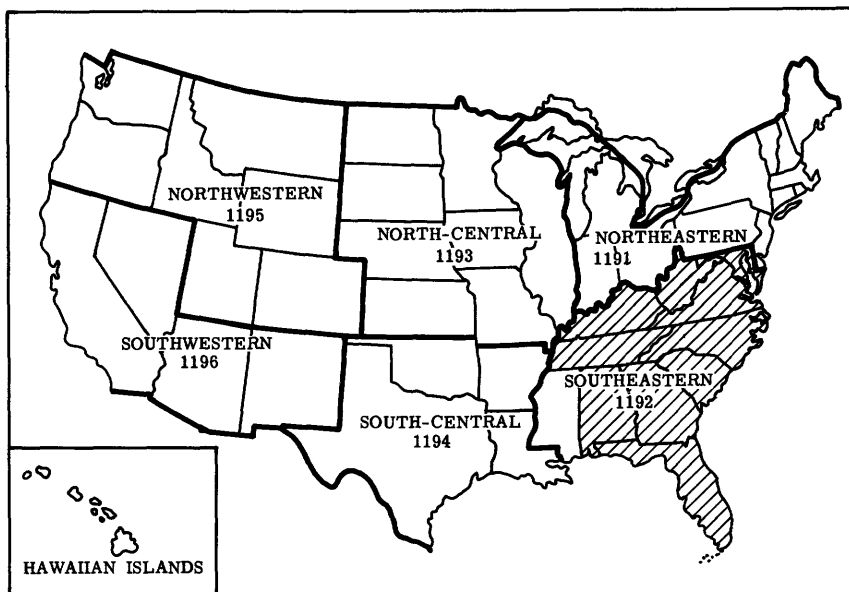 NORTHWESTERN
1195
NORTH-CENTRAL
1193
NORTHEASTERN
1191
SOUTHWESTERN
1196
SOUTHEASTERN
1192
SOUTH-CENTRAL
1194
HAWAIIAN ISLANDS